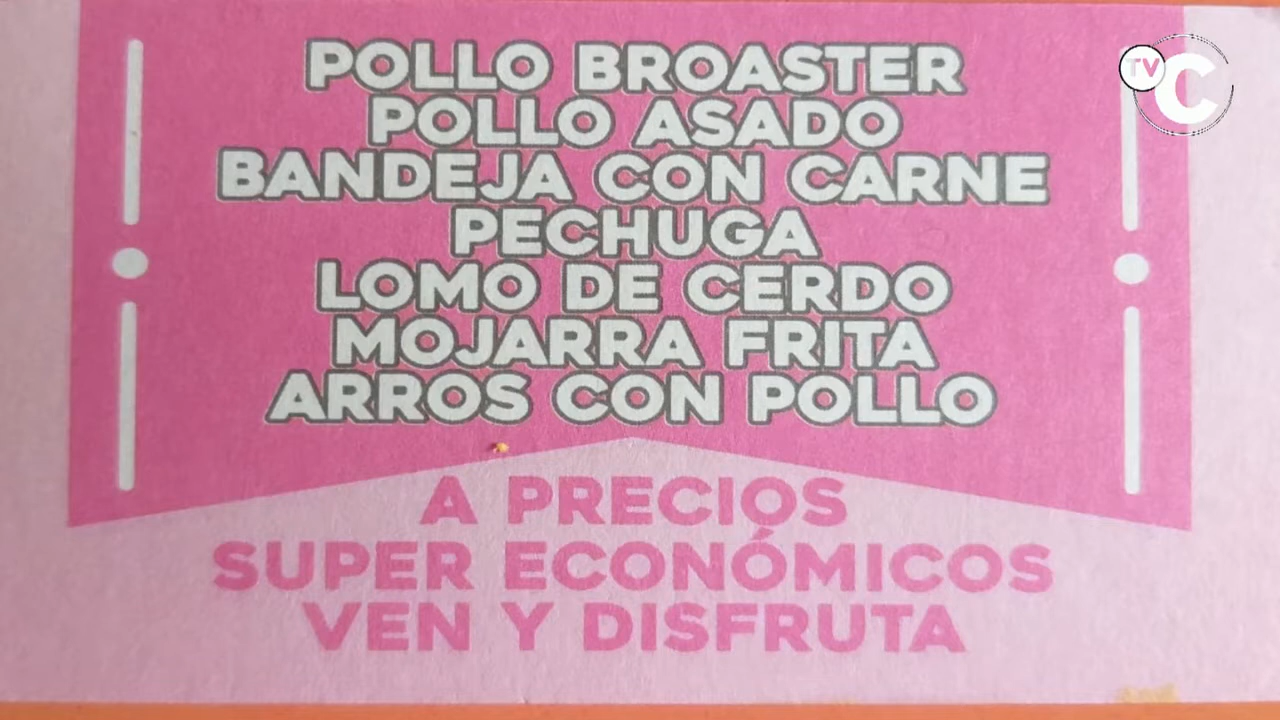 POLLO BROASTER
POLLO ASADO
BANDEJA CON CARNE
PECHUGA
LOMO DE CERDO
MOJARRA FRITA
ARROS CON POLLO
A PRECIOS
SUPER ECONÓMICOS
VEN Y DISFRUTA
TV C